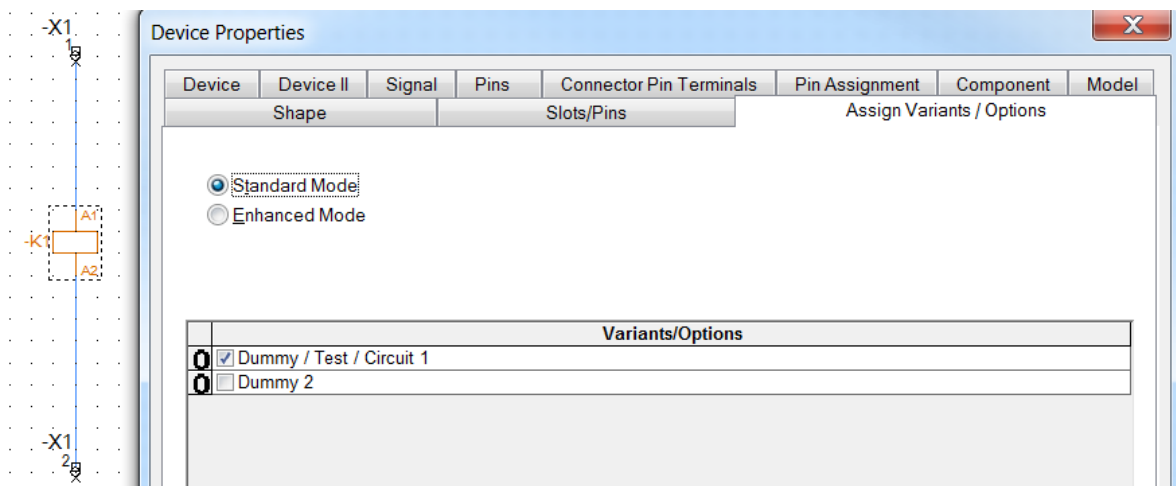 -X1
1
A1
-K1
A2
-X1
2
Device Properties
X
Device Device II Signal Pins Connector Pin Terminals Pin Assignment Component Model
Shape Slots/Pins Assign Variants / Options
Standard Mode
Enhanced Mode
Variants/Options
O Dummy / Test / Circuit 1
O Dummy 2